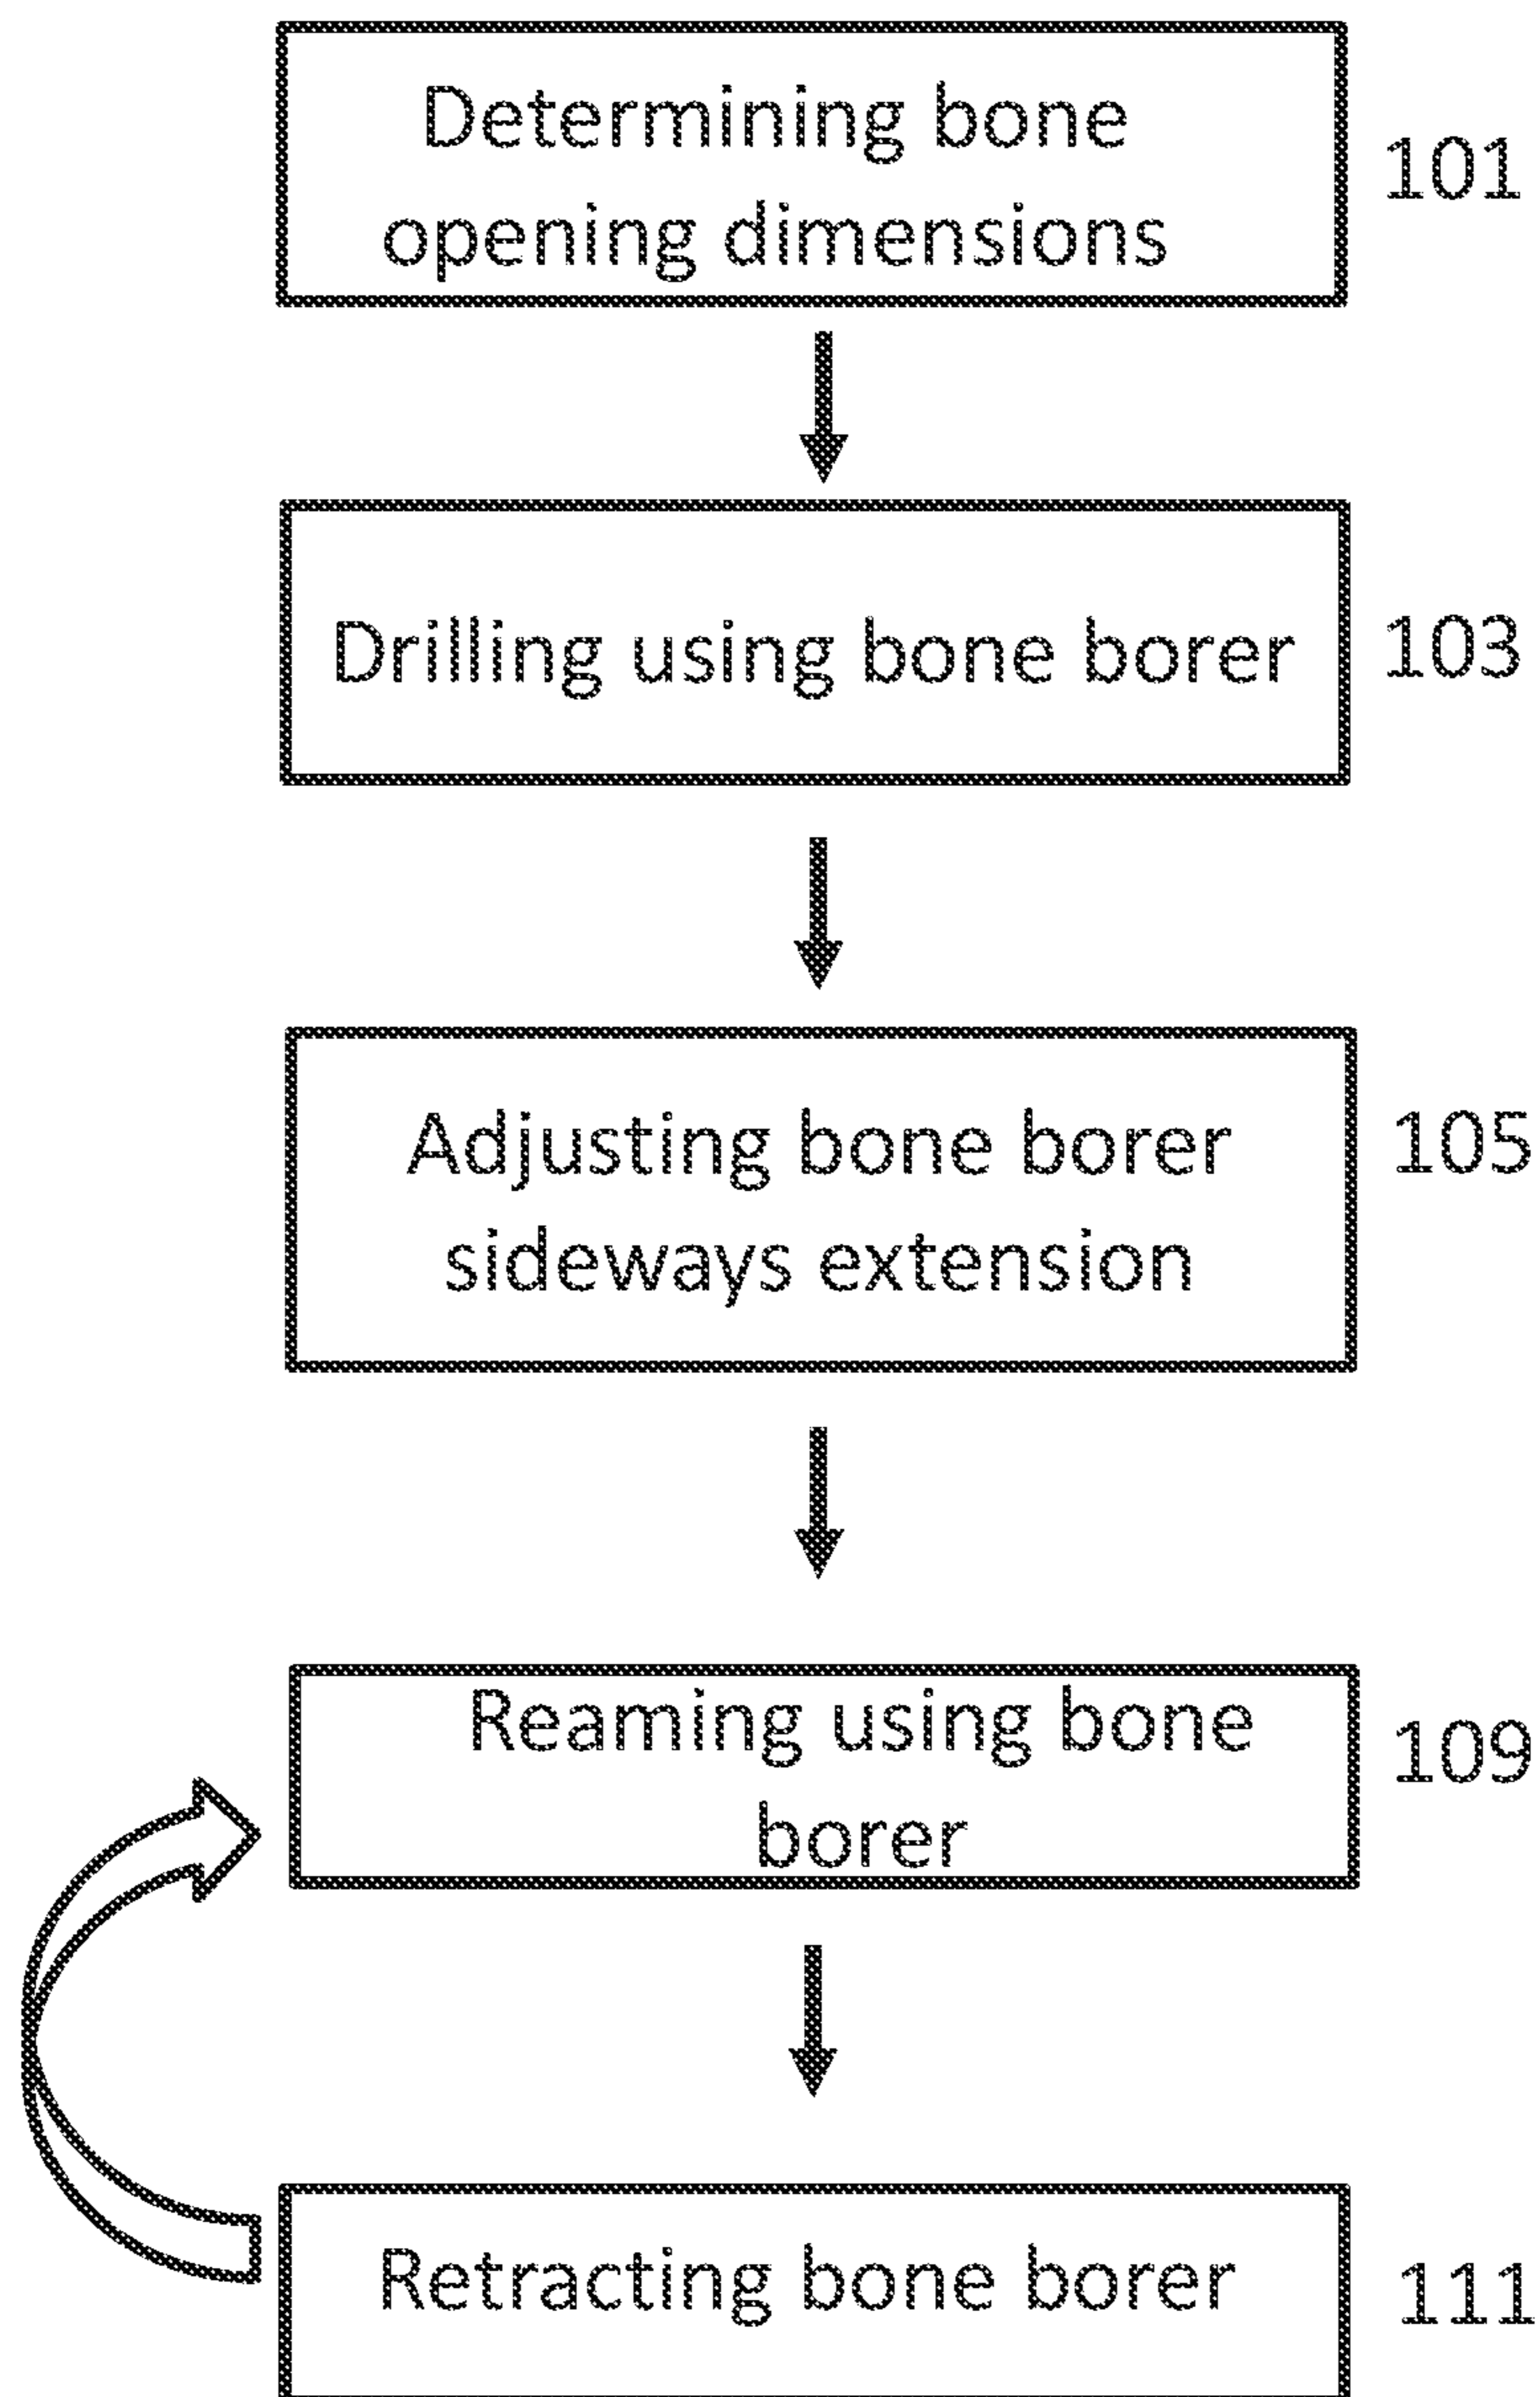 Determining bone
opening dimensions
101
Drilling using bone borer
103
Adjusting bone borer
sideways extension
105
Reaming using bone
borer
109
Retracting bone borer
111